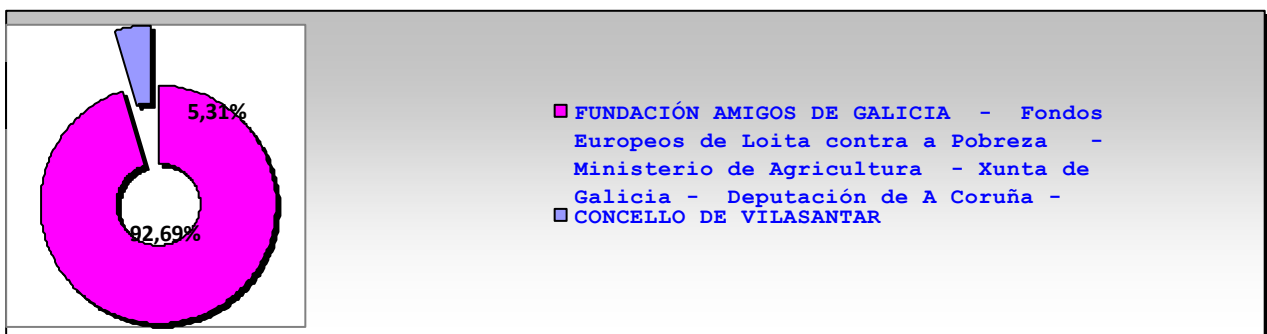 5,31%
92,69%
FUNDACIÓN AMIGOS DE GALICIA - Fondos
Europeos de Loita contra a Pobreza -
Ministerio de Agricultura - Xunta de
Galicia - Deputación de A Coruña -
CONCELLO DE VILASANTAR